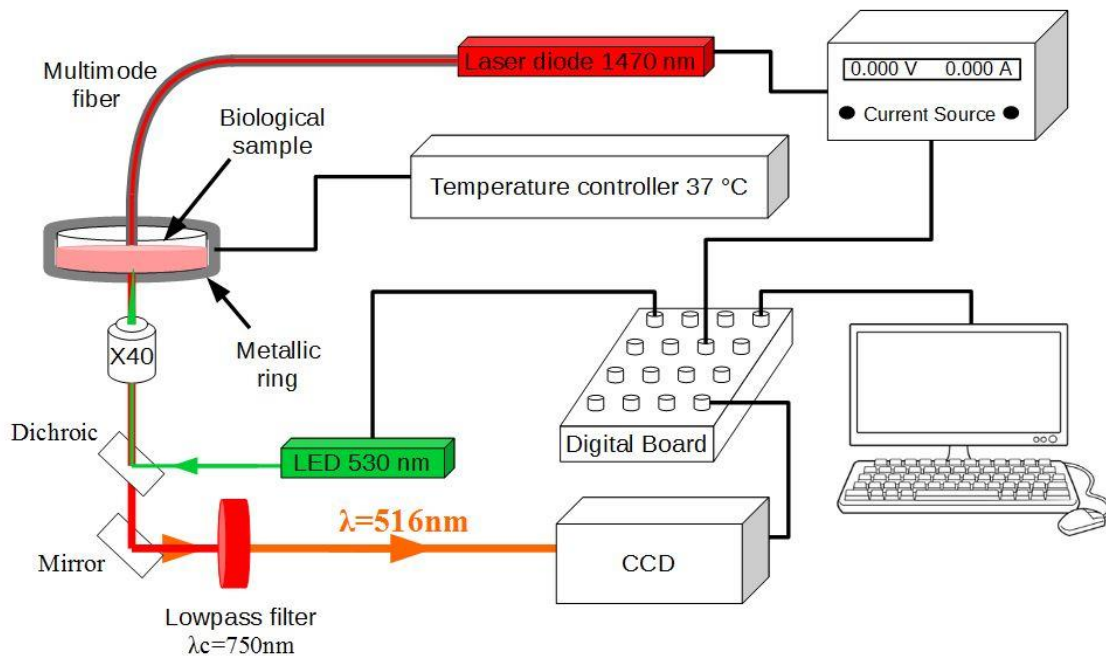 Laser diode 1470 nm
0.000 V 0.000 A
Current Source
Multimode
fiber
Biological
sample
Temperature controller 37 °C
X40
Metallic
ring
Dichroic
LED 530 nm
Digital Board
λ=516nm
Mirror
CCD
Lowpass filter
λc=750nm